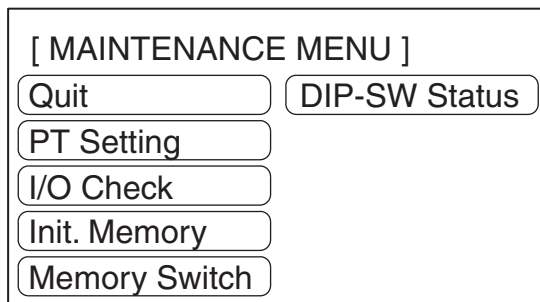 [ MAINTENANCE MENU ]
Quit
DIP-SW Status
PT Setting
I/O Check
Init. Memory
Memory Switch